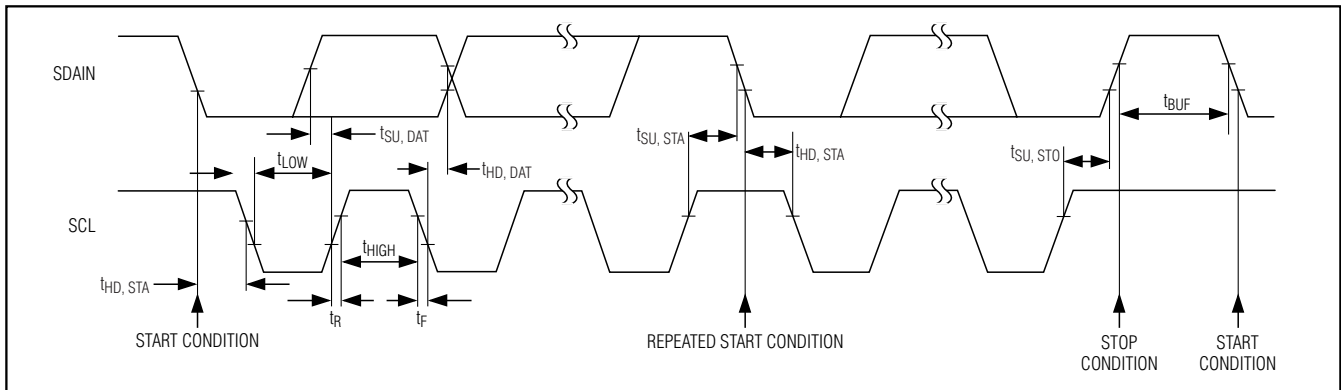 SDAIN
tSU, DAT
tLOW
tHD, DAT
tSU, STA
tHD, STA
tBUF
tSU, STO
SCL
tHIGH
tHD, STA
tR
tF
START CONDITION
REPEATED START CONDITION
STOP
CONDITION
START
CONDITION